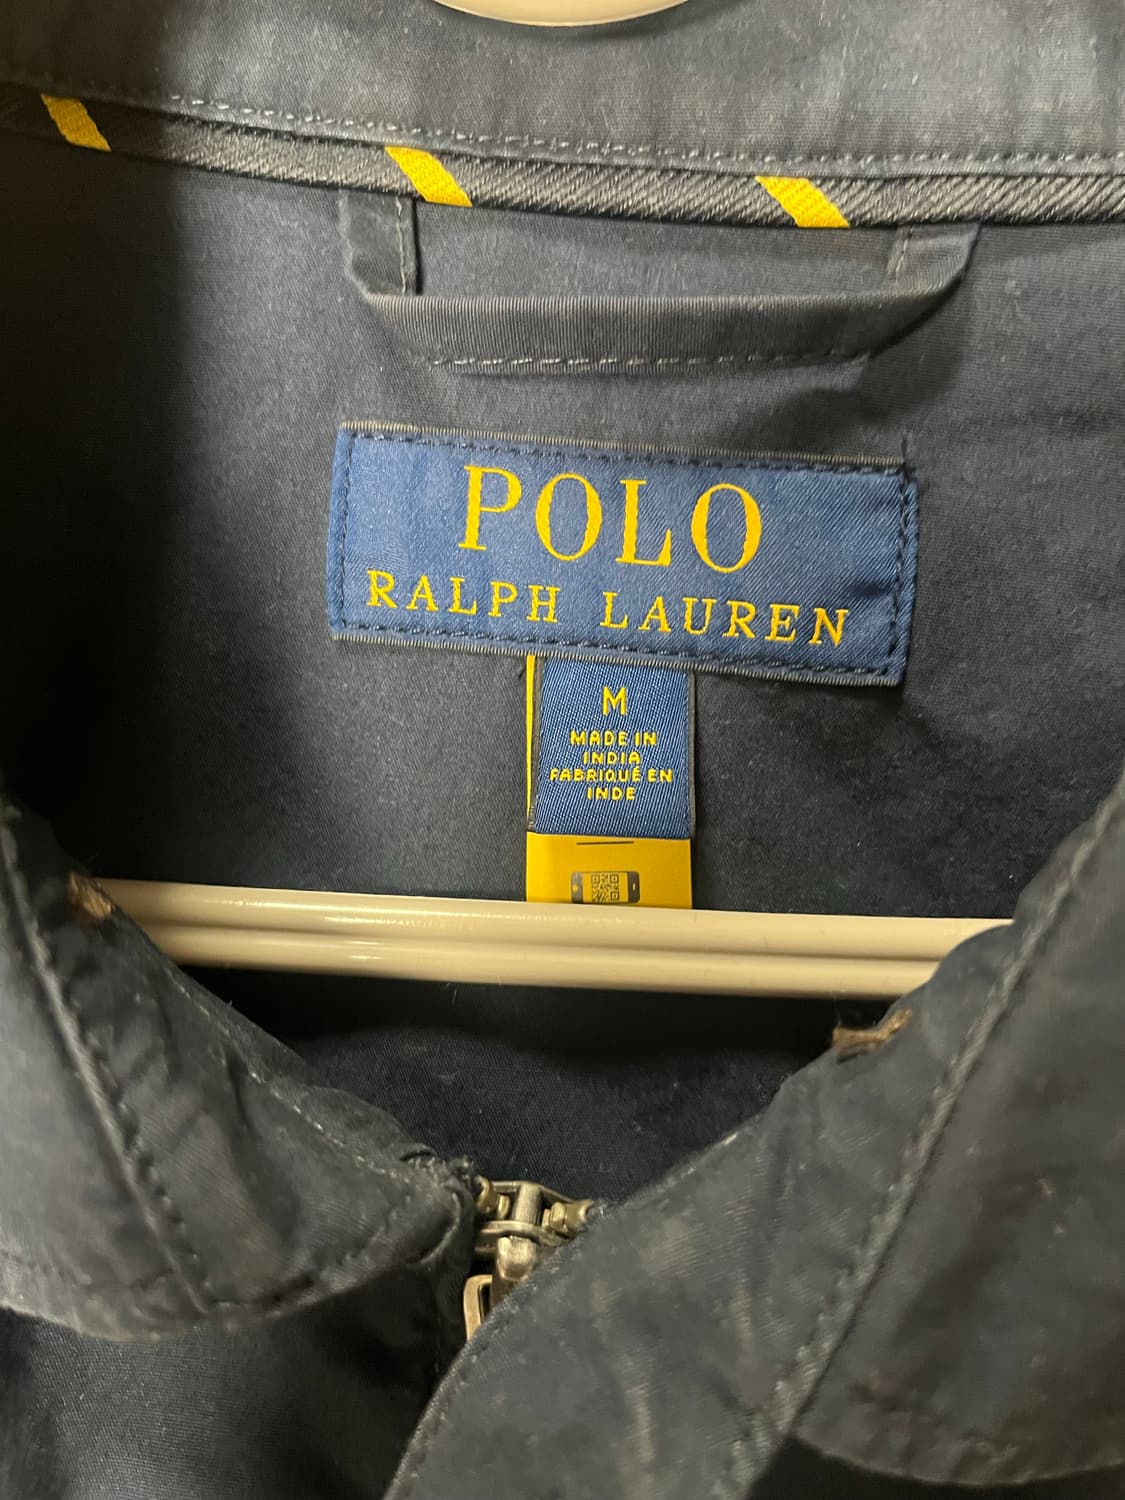 POLO
RALPH LAUREN
M
MADE IN
INDIA
FABRIQUÉ EN
INDE